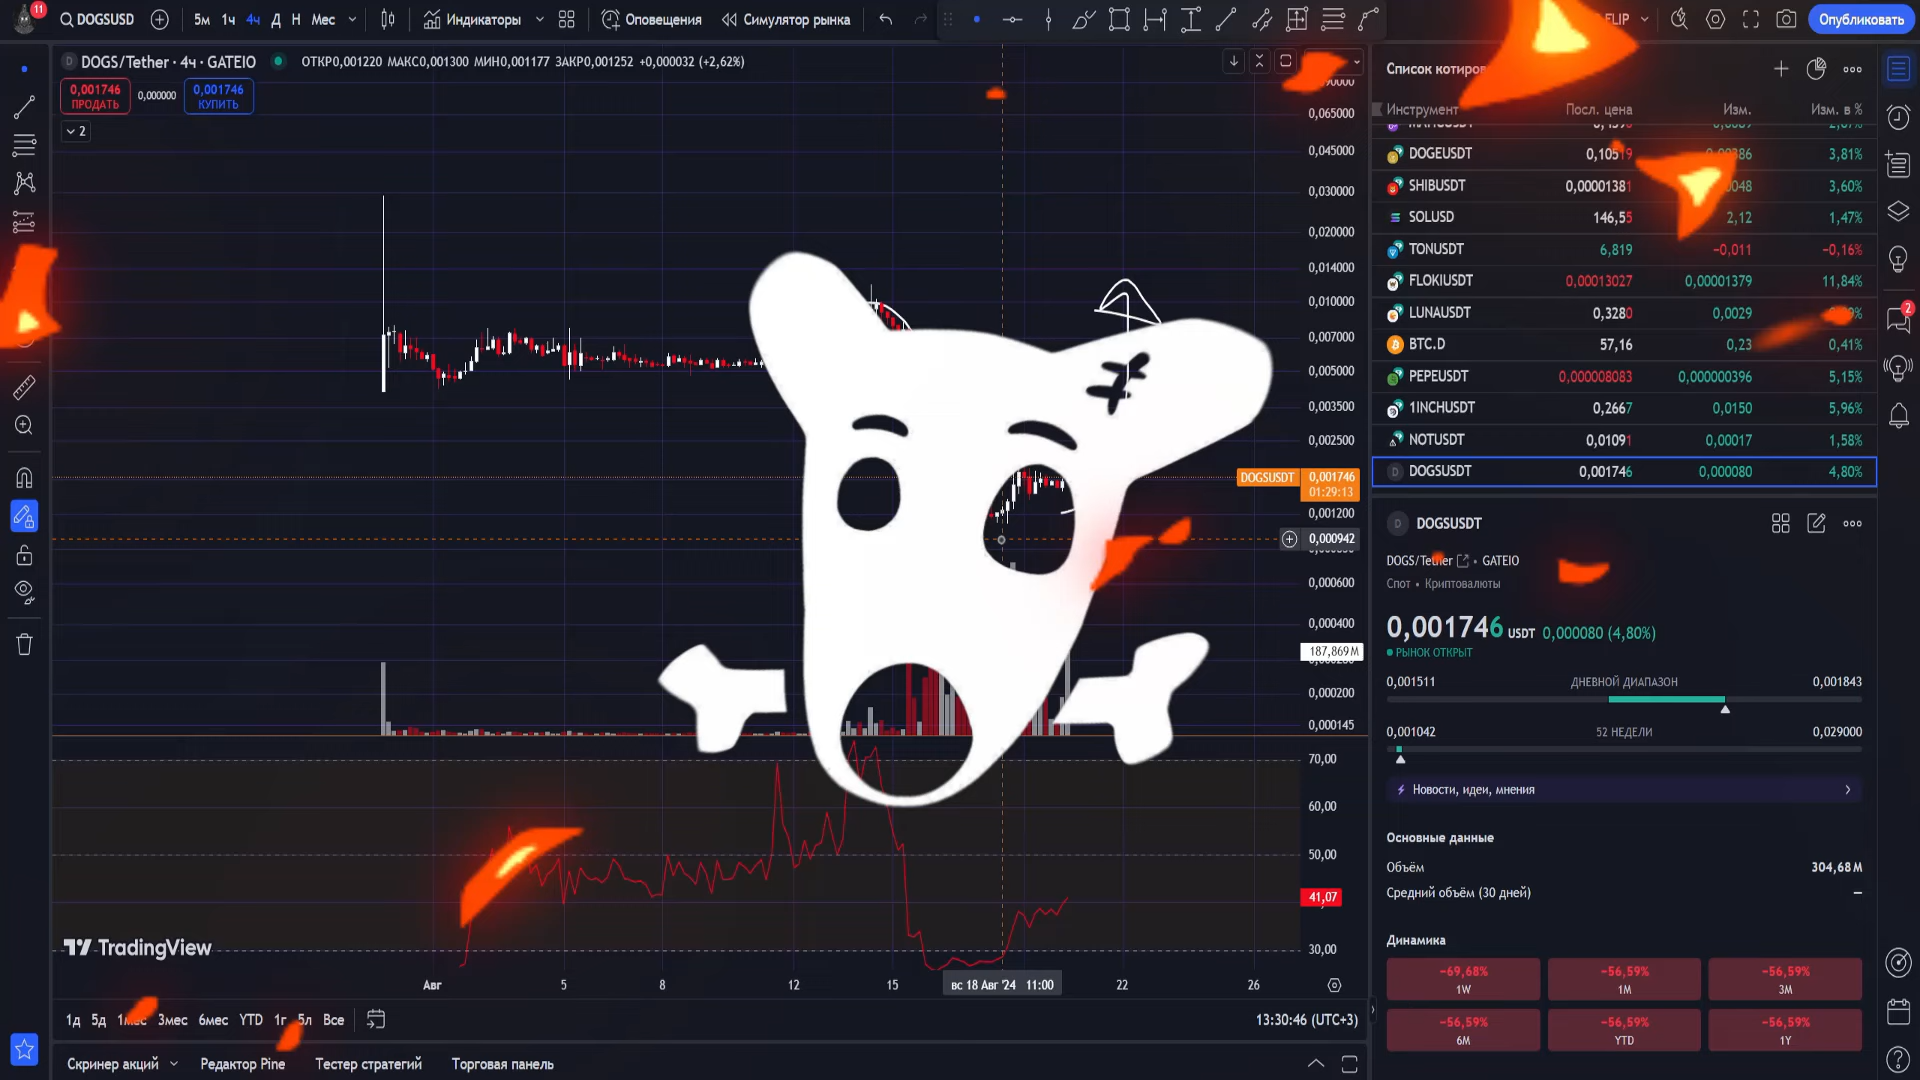 11
DOGSUSD
5м 1ч 4ч Д Н Мес
Индикаторы
Оповещения
Симулятор рынка
FLIP
Опубликовать
DOGS/Tether · 4ч · GATEIO
ОТКР0,001220 МАКС0,001300 МИН0,001177 ЗАКР0,001252 +0,000032 (+2,62%)
0,001746
ПРОДАТЬ
0,000000
0,001746
КУПИТЬ
2
0,065000
0,045000
0,030000
0,020000
0,014000
0,010000
0,007000
0,005000
0,003500
0,002500
DOGSUSDT 0,001746
01:29:13
0,001200
0,000942
0,000600
0,000400
187,869M
0,000200
0,000145
70,00
60,00
50,00
41,07
30,00
TradingView
Авг 5 8 12 15 вс 18 Авг '24 11:00 22 26
1д 5д 1мес 3мес 6мес YTD 1г 5л Все
13:30:46 (UTC+3)
Скринер акций Редактор Pine Тестер стратегий Торговая панель
Список котиров
Инструмент Посл. цена Изм. Изм. в %
DOGEUSDT 0,10519 3,81%
SHIBUSDT 0,00001381 3,60%
SOLUSD 146,55 2,12 1,47%
TONUSDT 6,819 −0,011 −0,16%
FLOKIUSDT 0,00013027 0,00001379 11,84%
LUNAUSDT 0,3280 0,0029
BTC.D 57,16 0,23 0,41%
PEPEUSDT 0,000008083 0,000000396 5,15%
1INCHUSDT 0,2667 0,0150 5,96%
NOTUSDT 0,01091 0,00017 1,58%
D DOGSUSDT 0,001746 0,000080 4,80%
2
D DOGSUSDT
DOGS/Tether • GATEIO
Спот • Криптовалюты
0,001746 USDT 0,000080 (4,80%)
РЫНОК ОТКРЫТ
0,001511 ДНЕВНОЙ ДИАПАЗОН 0,001843
0,001042 52 НЕДЕЛИ 0,029000
Новости, идеи, мнения
Основные данные
Объём 304,68M
Средний объём (30 дней) –
Динамика
−69,68% −56,59% −56,59%
1W 1M 3M
−56,59% −56,59% −56,59%
6M YTD 1Y